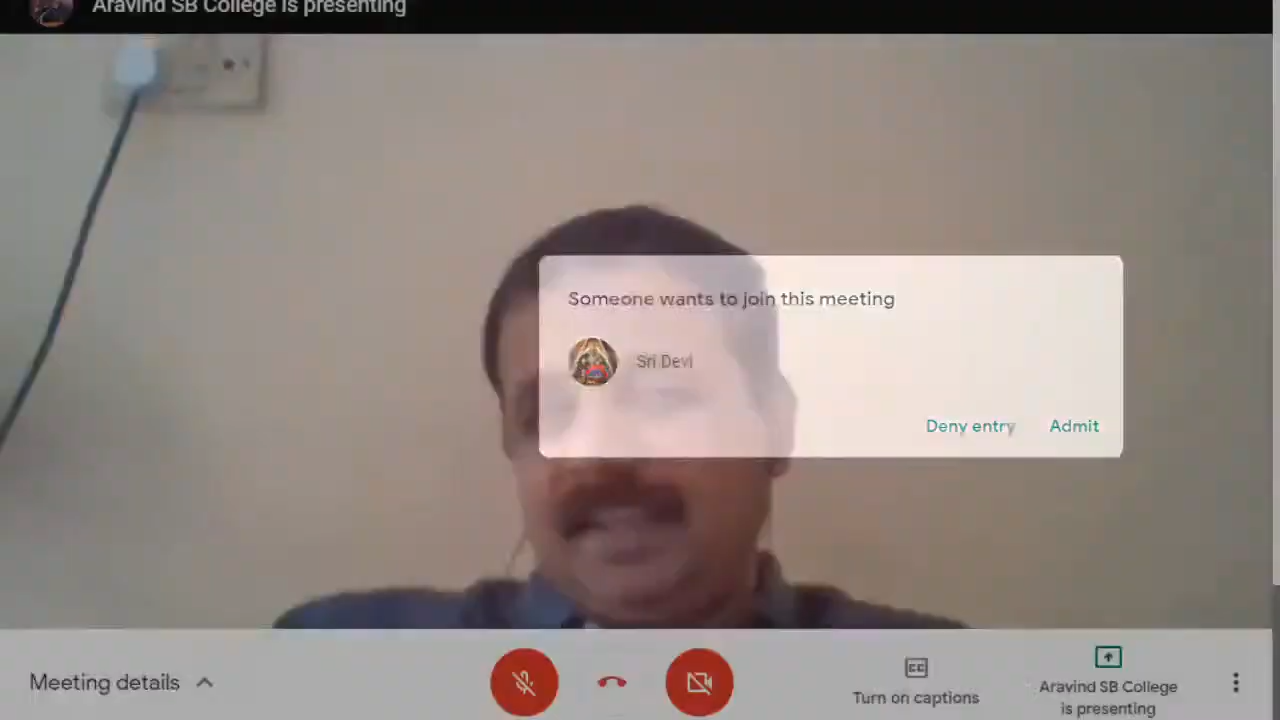 Aravind SB College is presenting
Someone wants to join this meeting
Sri Devi
Deny entry
Admit
Meeting details
CC
Turn on captions
Aravind SB College
is presenting